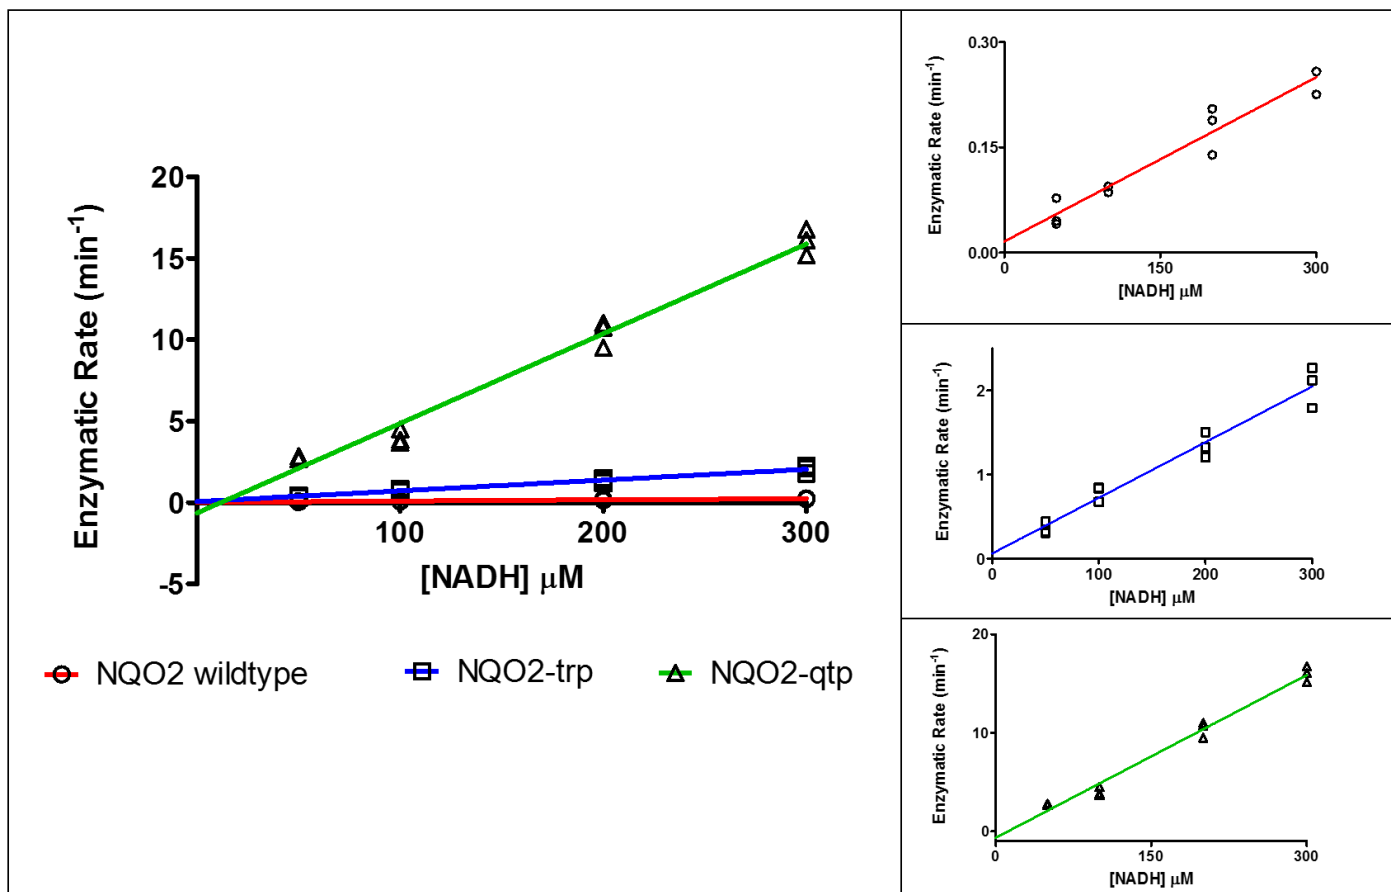 20
15
10
5
0
-5
Enzymatic Rate (min⁻¹)
100 200 300
[NADH] µM
NQO2 wildtype NQO2-trp NQO2-qtp
0.30
0.15
0.00
Enzymatic Rate (min⁻¹)
0 150 300
[NADH] µM
2
1
0
Enzymatic Rate (min⁻¹)
0 100 200 300
[NADH] µM
20
10
0
Enzymatic Rate (min⁻¹)
0 150 300
[NADH] µM